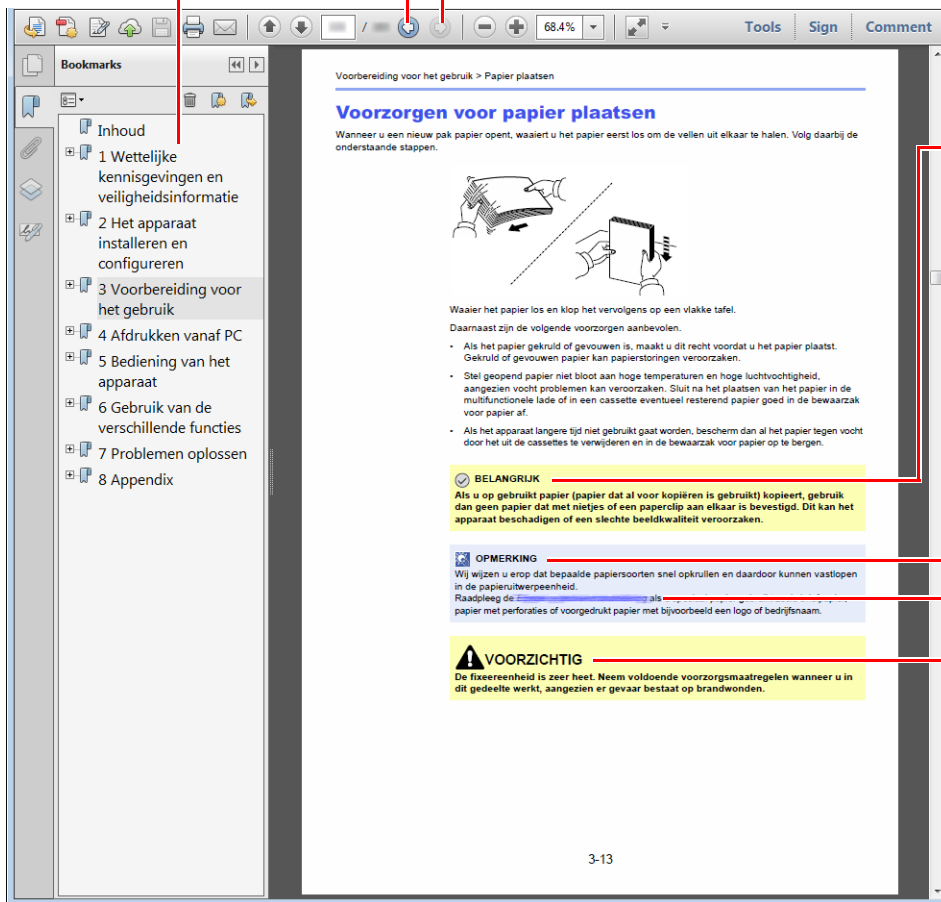 /
68.4%
Tools
Sign
Comment
Bookmarks
Inhoud
1 Wettelijke
kennisgevingen en
veiligheidsinformatie
2 Het apparaat
installeren en
configureren
3 Voorbereiding voor
het gebruik
4 Afdrukken vanaf PC
5 Bediening van het
apparaat
6 Gebruik van de
verschillende functies
7 Problemen oplossen
8 Appendix
Voorbereiding voor het gebruik > Papier plaatsen
Voorzorgen voor papier plaatsen
Wanneer u een nieuw pak papier opent, waaiert u het papier eerst los om de vellen uit elkaar te halen. Volg daarbij de
onderstaande stappen.
Waaier het papier los en klop het vervolgens op een vlakke tafel.
Daarnaast zijn de volgende voorzorgen aanbevolen.
• Als het papier gekruld of gevouwen is, maakt u dit recht voordat u het papier plaatst.
Gekruld of gevouwen papier kan papierstoringen veroorzaken.
• Stel geopend papier niet bloot aan hoge temperaturen en hoge luchtvochtigheid,
aangezien vocht problemen kan veroorzaken. Sluit na het plaatsen van het papier in de
multifunctionele lade of in een cassette eventueel resterend papier goed in de bewaarzak
voor papier af.
• Als het apparaat langere tijd niet gebruikt gaat worden, bescherm dan al het papier tegen vocht
door het uit de cassettes te verwijderen en in de bewaarzak voor papier op te bergen.
BELANGRIJK
Als u op gebruikt papier (papier dat al voor kopiëren is gebruikt) kopieert, gebruik
dan geen papier dat met nietjes of een paperclip aan elkaar is bevestigd. Dit kan het
apparaat beschadigen of een slechte beeldkwaliteit veroorzaken.
OPMERKING
Wij wijzen u erop dat bepaalde papiersoorten snel opkrullen en daardoor kunnen vastlopen
in de papieruitwerpeenheid.
Raadpleeg de als
papier met perforaties of voorgedrukt papier met bijvoorbeeld een logo of bedrijfsnaam.
VOORZICHTIG
De fixeereenheid is zeer heet. Neem voldoende voorzorgsmaatregelen wanneer u in
dit gedeelte werkt, aangezien er gevaar bestaat op brandwonden.
3-13